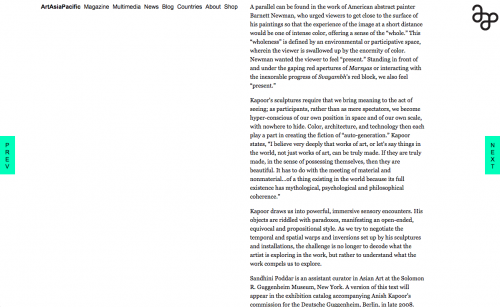 ArtAsiaPacific Magazine Multimedia News Blog Countries About Shop
A parallel can be found in the work of American abstract painter
Barnett Newman, who urged viewers to get close to the surface of
his paintings so that the experience of the image at a short distance
would be one of intense color, offering a sense of the "whole." This
"wholeness" is defined by an environmental or participative space,
wherein the viewer is swallowed up by the enormity of color.
Newman wanted the viewer to feel "present." Standing in front of
and under the gaping red apertures of Marsyas or interacting with
the inexorable progress of Svayambh's red block, we also feel
"present."
Kapoor's sculptures require that we bring meaning to the act of
seeing; as participants, rather than as mere spectators, we become
hyper-conscious of our own position in space and of our own scale,
with nowhere to hide. Color, architecture, and technology then each
play a part in creating the fiction of "auto-generation." Kapoor
states, "I believe very deeply that works of art, or let's say things in
the world, not just works of art, can be truly made. If they are truly
made, in the sense of possessing themselves, then they are
beautiful. It has to do with the meeting of material and
nonmaterial...of a thing existing in the world because its full
existence has mythological, psychological and philosophical
coherence."
Kapoor draws us into powerful, immersive sensory encounters. His
objects are riddled with paradoxes, manifesting an open-ended,
equivocal and propositional style. As we try to negotiate the
temporal and spatial warps and inversions set up by his sculptures
and installations, the challenge is no longer to decode what the
artist is exploring in the work, but rather to understand what the
work compels us to explore.
Sandhini Poddar is an assistant curator in Asian Art at the Solomon
R. Guggenheim Museum, New York. A version of this text will
appear in the exhibition catalog accompanying Anish Kapoor's
commission for the Deutsche Guggenheim, Berlin, in late 2008.
PREV
NEXT